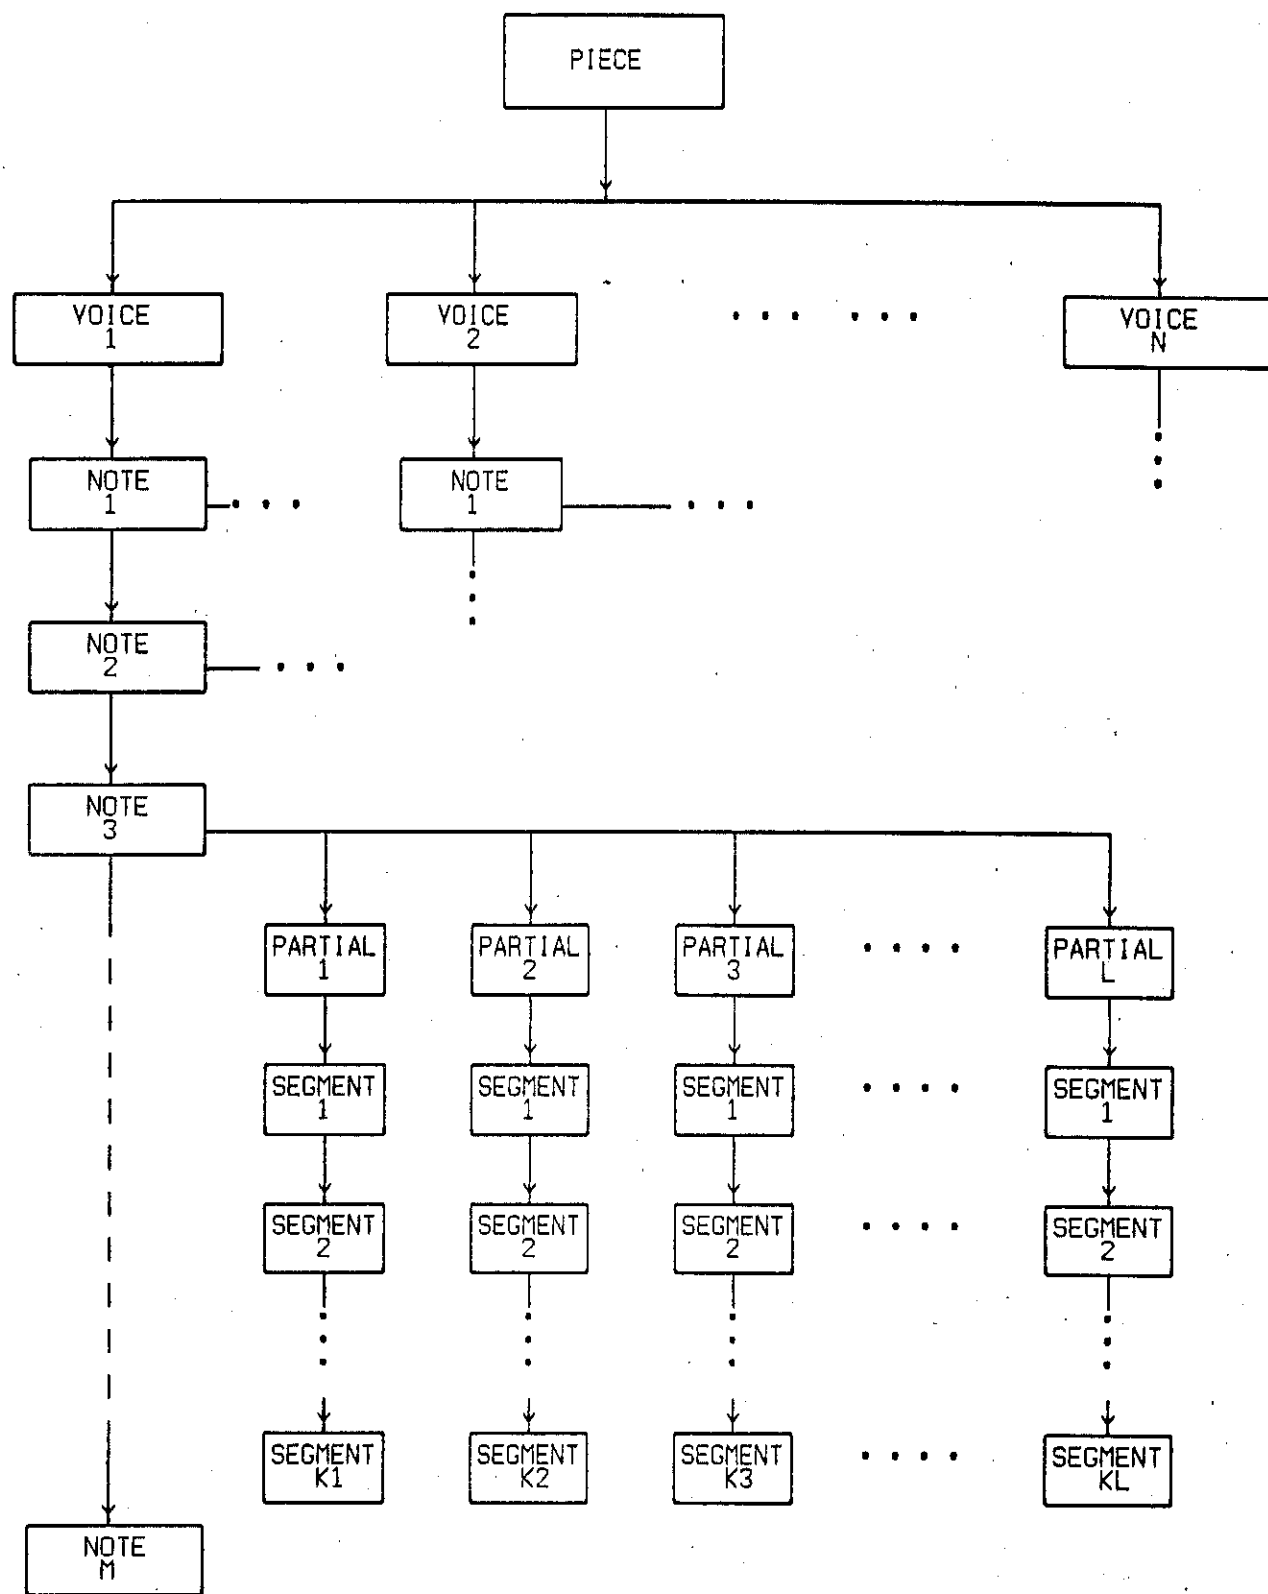 PIECE
VOICE
1
VOICE
2
VOICE
N
NOTE
1
NOTE
1
NOTE
2
NOTE
3
PARTIAL
1
PARTIAL
2
PARTIAL
3
PARTIAL
L
SEGMENT
1
SEGMENT
1
SEGMENT
1
SEGMENT
1
SEGMENT
2
SEGMENT
2
SEGMENT
2
SEGMENT
2
SEGMENT
K1
SEGMENT
K2
SEGMENT
K3
SEGMENT
KL
NOTE
M